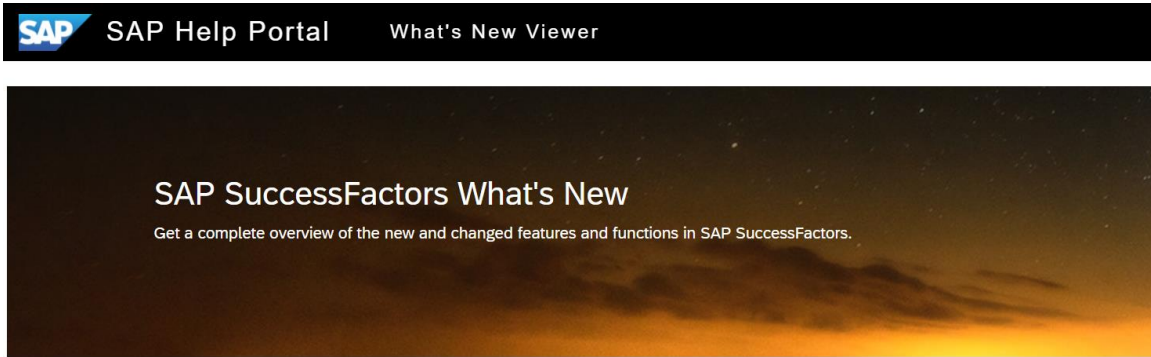 SAP SAP Help Portal What's New Viewer
SAP SuccessFactors What's New
Get a complete overview of the new and changed features and functions in SAP SuccessFactors.